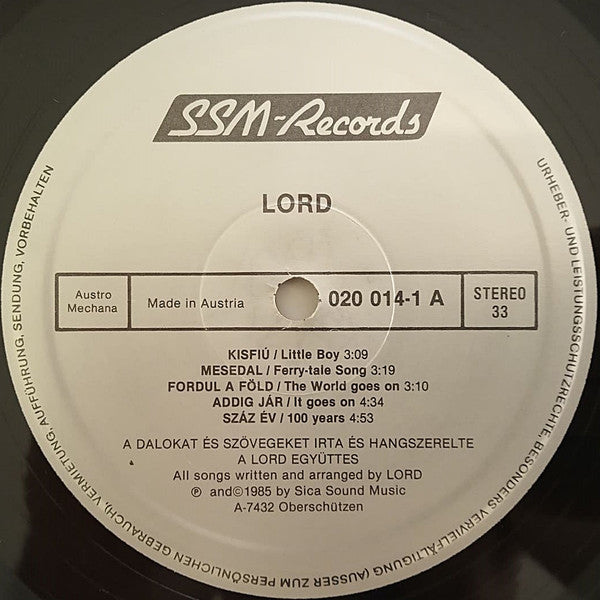 SSM-Records
LORD
Austro
Mechana
Made in Austria
020 014-1 A
STEREO
33
KISFIÚ / Little Boy 3:09
MESEDAL / Ferry-tale Song 3:19
FORDUL A FÖLD / The World goes on 3:10
ADDIG JÁR / It goes on 4:34
SZÁZ ÉV / 100 years 4:53
A DALOKAT ÉS SZÖVEGEKET IRTA ÉS HANGSZERELTE
A LORD EGYÜTTES
All songs written and arranged by LORD
℗ and © 1985 by Sica Sound Music
A-7432 Oberschützen
URHEBER- UND LEISTUNGSSCHUTZRECHTE, BESONDERS VERVIELFÄLTIGUNG (AUSSER ZUM PERSÖNLICHEN GEBRAUCH), VERMIETUNG, AUFFÜHRUNG, SENDUNG, VORBEHALTEN